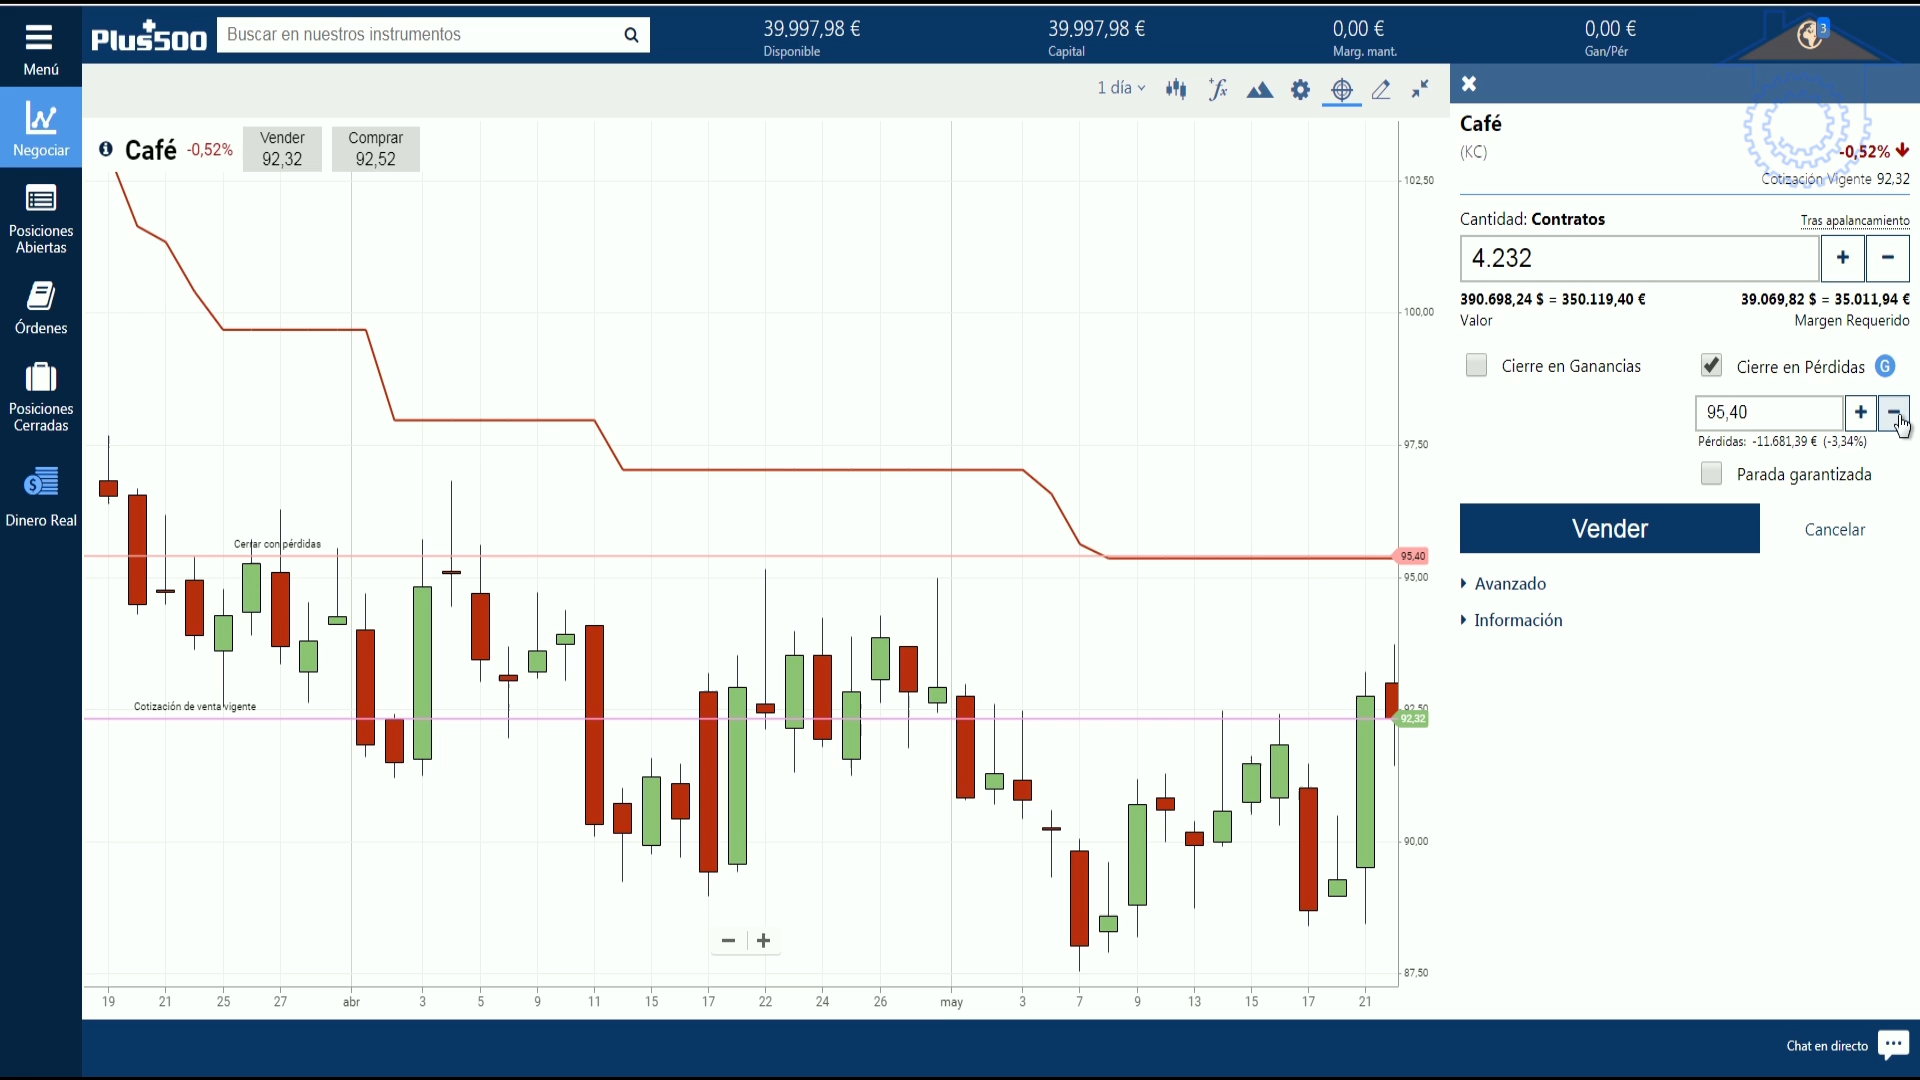 Menú
Plus500
Buscar en nuestros instrumentos
39.997,98 €
Disponible
39.997,98 €
Capital
0,00 €
Marg. mant.
0,00 €
Gan/Pér
3
Negociar
Posiciones
Abiertas
Órdenes
Posiciones
Cerradas
Dinero Real
1 día
Café -0,52%
Vender
92,32
Comprar
92,52
102,50
100,00
97,50
95,40
95,00
92,50
92,32
90,00
87,50
Cerrar con pérdidas
Cotización de venta vigente
19 21 25 27 abr 3 5 9 11 15 17 22 24 26 may 3 7 9 13 15 17 21
Café
(KC)
-0,52%
Cotización Vigente 92,32
Cantidad: Contratos
Tras apalancamiento
4.232
+ −
390.698,24 $ = 350.119,40 €
Valor
39.069,82 $ = 35.011,94 €
Margen Requerido
Cierre en Ganancias
Cierre en Pérdidas G
95,40
+ −
Pérdidas: -11.681,39 € (-3,34%)
Parada garantizada
Vender
Cancelar
Avanzado
Información
Chat en directo